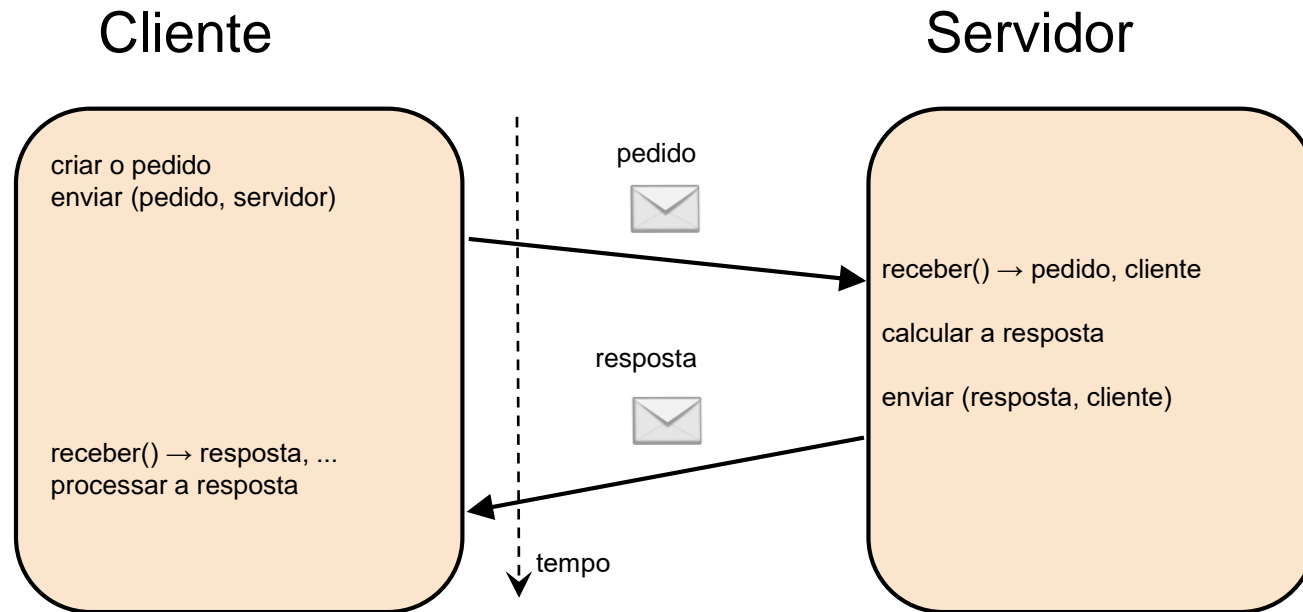 Cliente
Servidor
criar o pedido
enviar (pedido, servidor)
pedido
receber() → pedido, cliente
calcular a resposta
enviar (resposta, cliente)
resposta
receber() → resposta, ...
processar a resposta
tempo